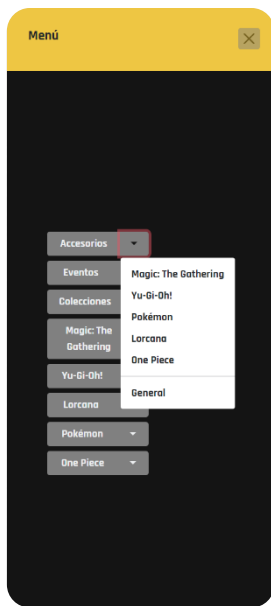 Menú
Accesorios
Eventos
Colecciones
Magic: The
Gathering
Yu-Gi-Oh!
Lorcana
Pokémon
One Piece
Magic: The Gathering
Yu-Gi-Oh!
Pokémon
Lorcana
One Piece
General